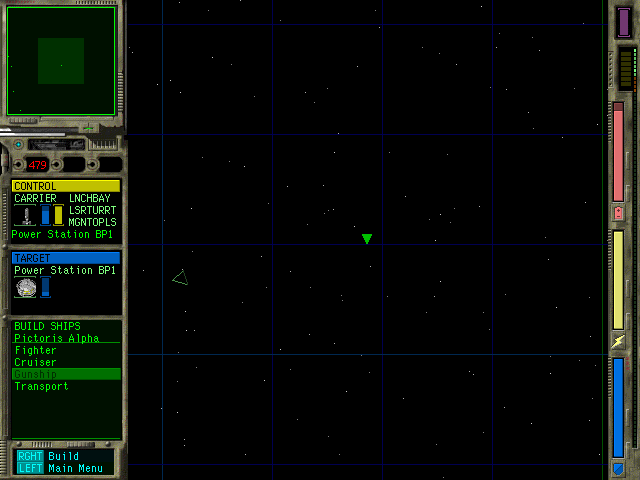 479
CONTROL
CARRIER LNCHBAY
LSRTURRT
MGNTOPLS
Power Station BP1
TARGET
Power Station BP1
BUILD SHIPS
Pictoris Alpha
Fighter
Cruiser
Gunship
Transport
RGHT Build
LEFT Main Menu